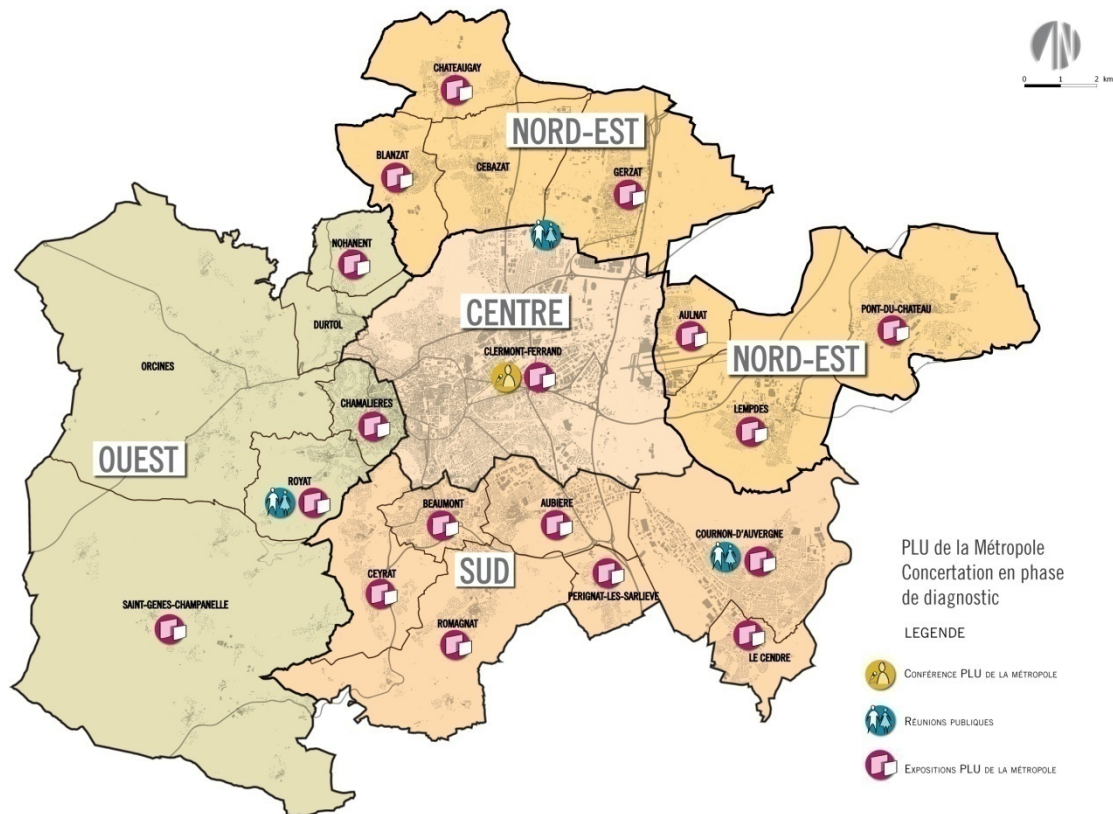 N
0 1 2 km
CHATEAUGAY
NORD-EST
BLANZAT
CEBAZAT
GERZAT
NOHANENT
DURTOL
ORCINES
CENTRE
CLERMONT-FERRAND
AULNAT
PONT-DU-CHATEAU
NORD-EST
LEMPDES
CHAMALIERES
OUEST
ROYAT
BEAUMONT
AUBIERE
COURNON-D'AUVERGNE
CEYRAT
SUD
PERIGNAT-LES-SARLIEVE
SAINT-GENES-CHAMPANELLE
ROMAGNAT
LE CENDRE
PLU de la Métropole
Concertation en phase
de diagnostic
LEGENDE
CONFÉRENCE PLU DE LA MÉTROPOLE
RÉUNIONS PUBLIQUES
EXPOSITIONS PLU DE LA MÉTROPOLE